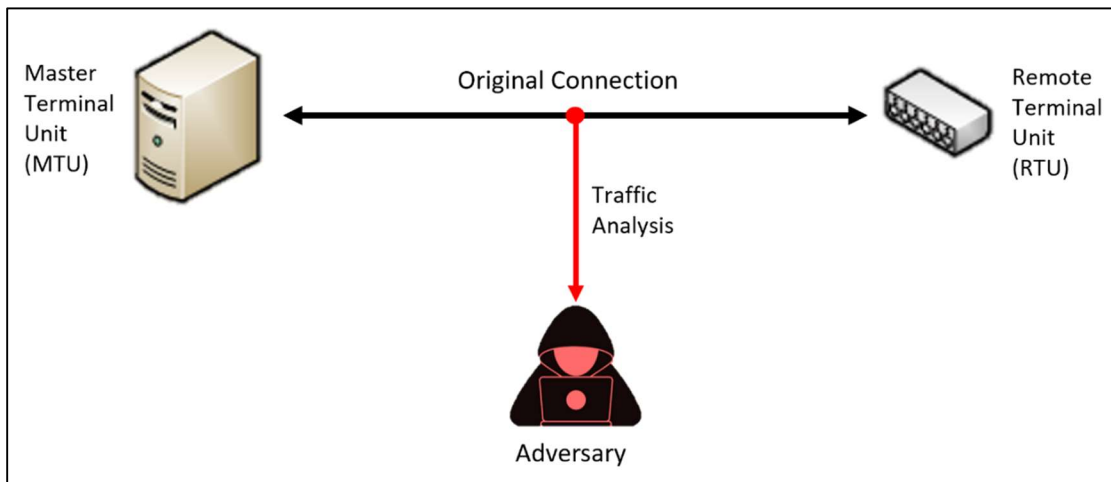 Master
Terminal
Unit
(MTU)
Original Connection
Remote
Terminal
Unit
(RTU)
Traffic
Analysis
Adversary